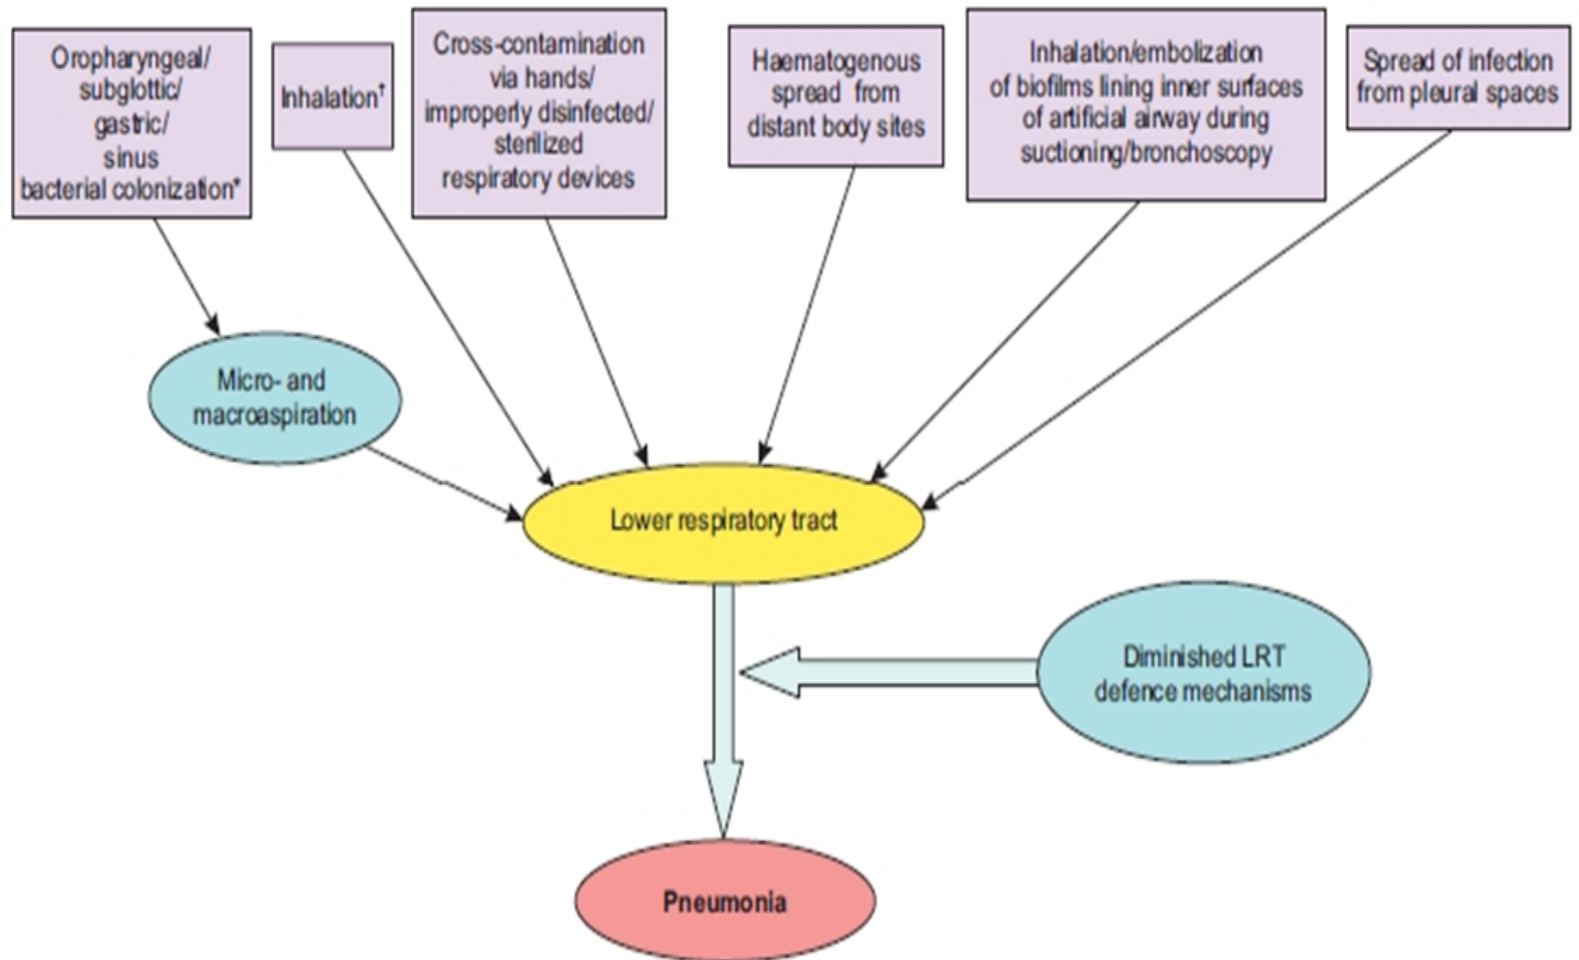 Oropharyngeal/
subglottic/
gastric/
sinus
bacterial colonization*
Inhalation†
Cross-contamination
via hands/
improperly disinfected/
sterilized
respiratory devices
Haematogenous
spread from
distant body sites
Inhalation/embolization
of biofilms lining inner surfaces
of artificial airway during
suctioning/bronchoscopy
Spread of infection
from pleural spaces
Micro- and
macroaspiration
Lower respiratory tract
Diminished LRT
defence mechanisms
Pneumonia